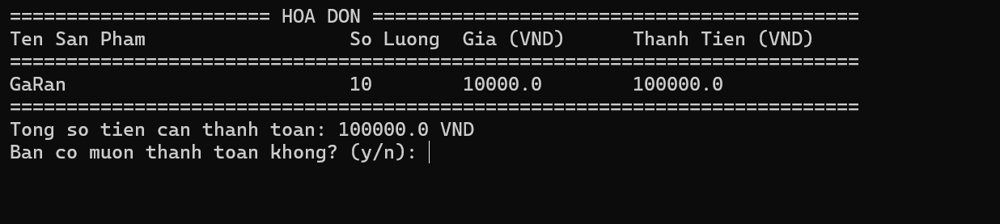 ======================= HOA DON ===========================================
Ten San Pham                  So Luong  Gia (VND)      Thanh Tien (VND)
===========================================================================
GaRan                         10        10000.0        100000.0
===========================================================================
Tong so tien can thanh toan: 100000.0 VND
Ban co muon thanh toan khong? (y/n):